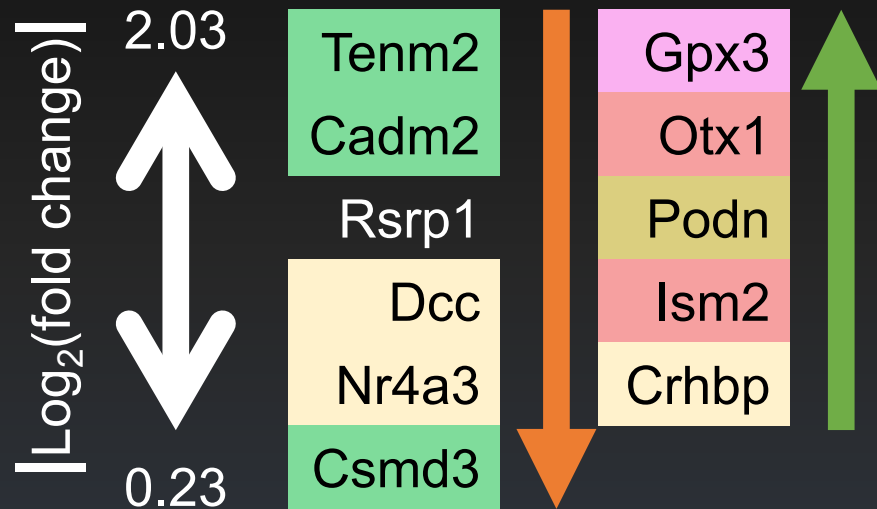 |Log₂(fold change)|
2.03
0.23
Tenm2
Cadm2
Rsrp1
Dcc
Nr4a3
Csmd3
Gpx3
Otx1
Podn
Ism2
Crhbp